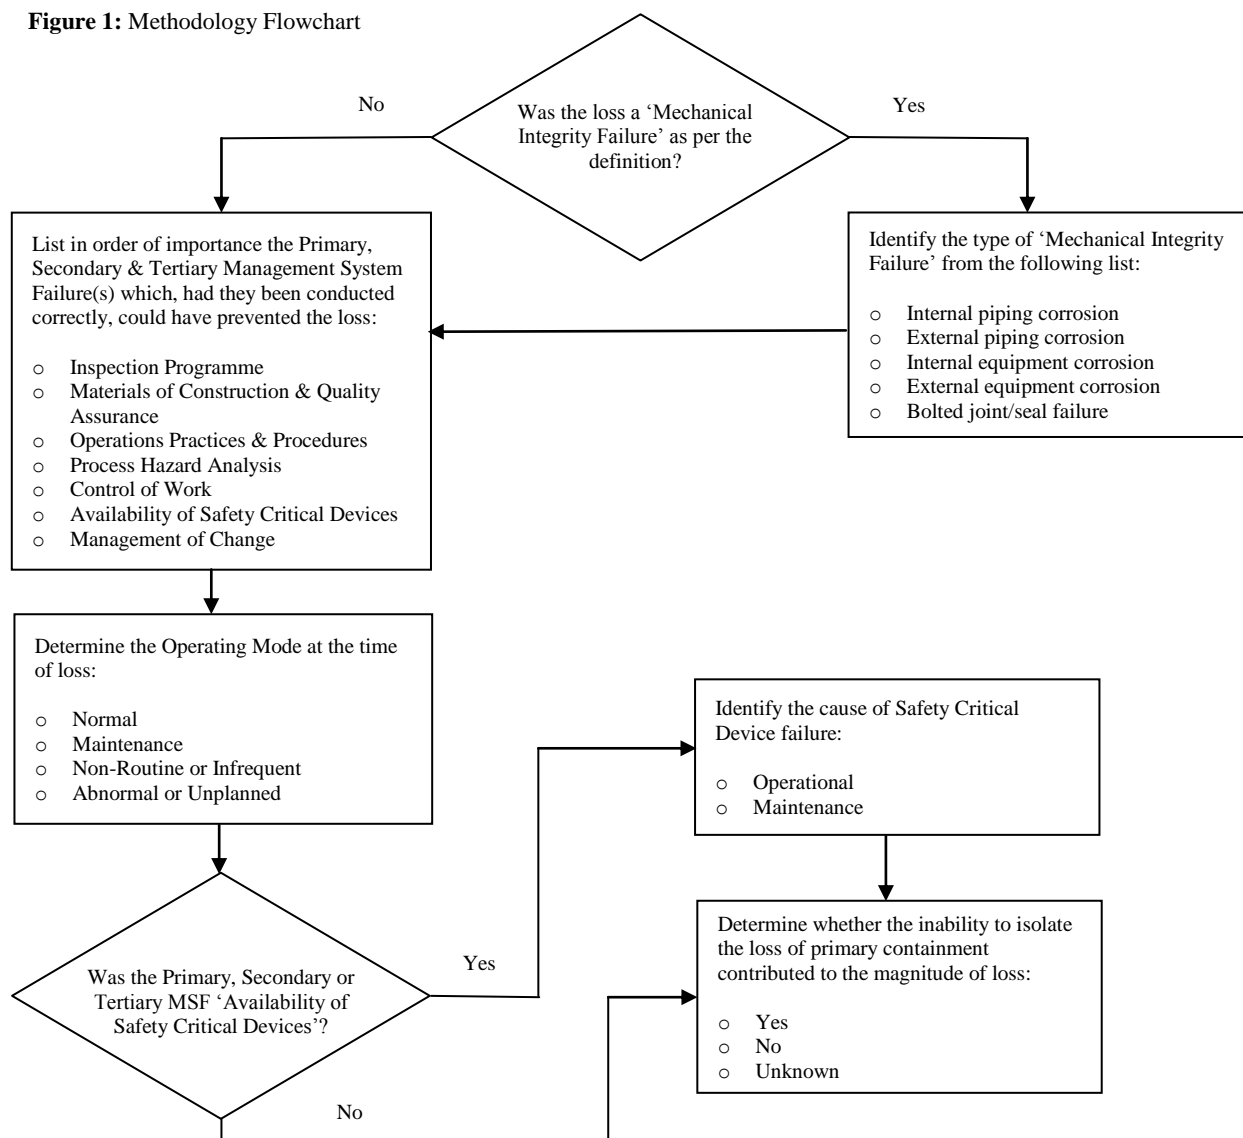 Figure 1: Methodology Flowchart
No
Yes
Was the loss a ‘Mechanical
Integrity Failure’ as per the
definition?
List in order of importance the Primary,
Secondary & Tertiary Management System
Failure(s) which, had they been conducted
correctly, could have prevented the loss:
o Inspection Programme
o Materials of Construction & Quality
Assurance
o Operations Practices & Procedures
o Process Hazard Analysis
o Control of Work
o Availability of Safety Critical Devices
o Management of Change
Identify the type of ‘Mechanical Integrity
Failure’ from the following list:
o Internal piping corrosion
o External piping corrosion
o Internal equipment corrosion
o External equipment corrosion
o Bolted joint/seal failure
Determine the Operating Mode at the time
of loss:
o Normal
o Maintenance
o Non-Routine or Infrequent
o Abnormal or Unplanned
Identify the cause of Safety Critical
Device failure:
o Operational
o Maintenance
Was the Primary, Secondary or
Tertiary MSF ‘Availability of
Safety Critical Devices’?
Yes
No
Determine whether the inability to isolate
the loss of primary containment
contributed to the magnitude of loss:
o Yes
o No
o Unknown